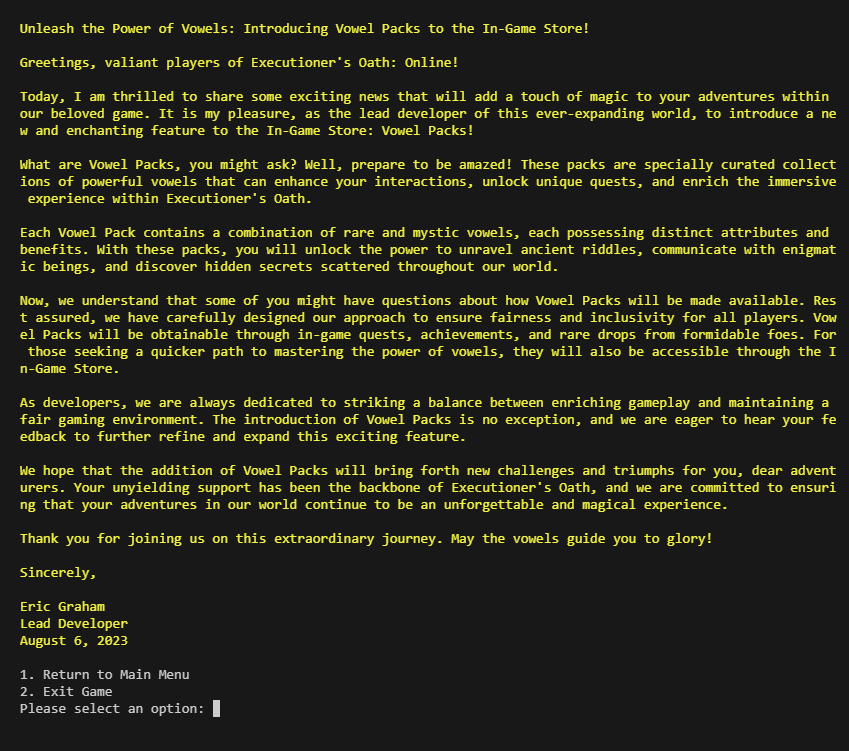 Unleash the Power of Vowels: Introducing Vowel Packs to the In-Game Store!
Greetings, valiant players of Executioner's Oath: Online!
Today, I am thrilled to share some exciting news that will add a touch of magic to your adventures within
our beloved game. It is my pleasure, as the lead developer of this ever-expanding world, to introduce a ne
w and enchanting feature to the In-Game Store: Vowel Packs!
What are Vowel Packs, you might ask? Well, prepare to be amazed! These packs are specially curated collect
ions of powerful vowels that can enhance your interactions, unlock unique quests, and enrich the immersive
 experience within Executioner's Oath.
Each Vowel Pack contains a combination of rare and mystic vowels, each possessing distinct attributes and
benefits. With these packs, you will unlock the power to unravel ancient riddles, communicate with enigmat
ic beings, and discover hidden secrets scattered throughout our world.
Now, we understand that some of you might have questions about how Vowel Packs will be made available. Res
t assured, we have carefully designed our approach to ensure fairness and inclusivity for all players. Vow
el Packs will be obtainable through in-game quests, achievements, and rare drops from formidable foes. For
 those seeking a quicker path to mastering the power of vowels, they will also be accessible through the I
n-Game Store.
As developers, we are always dedicated to striking a balance between enriching gameplay and maintaining a
fair gaming environment. The introduction of Vowel Packs is no exception, and we are eager to hear your fe
edback to further refine and expand this exciting feature.
We hope that the addition of Vowel Packs will bring forth new challenges and triumphs for you, dear advent
urers. Your unyielding support has been the backbone of Executioner's Oath, and we are committed to ensuri
ng that your adventures in our world continue to be an unforgettable and magical experience.
Thank you for joining us on this extraordinary journey. May the vowels guide you to glory!
Sincerely,
Eric Graham
Lead Developer
August 6, 2023
1. Return to Main Menu
2. Exit Game
Please select an option: